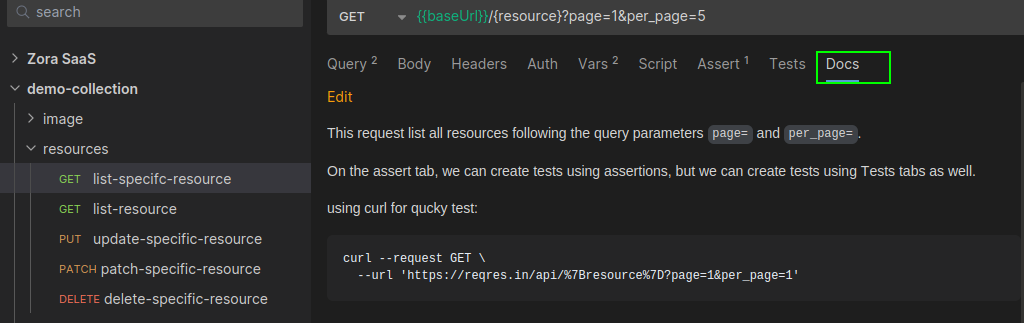 search
Zora SaaS
demo-collection
image
resources
GET list-specifc-resource
GET list-resource
PUT update-specific-resource
PATCH patch-specific-resource
DELETE delete-specific-resource
GET {{baseUrl}}/{resource}?page=1&per_page=5
Query 2 Body Headers Auth Vars 2 Script Assert 1 Tests Docs
Edit
This request list all resources following the query parameters page= and per_page= .
On the assert tab, we can create tests using assertions, but we can create tests using Tests tabs as well.
using curl for qucky test:
curl --request GET \
--url 'https://reqres.in/api/%7Bresource%7D?page=1&per_page=1'